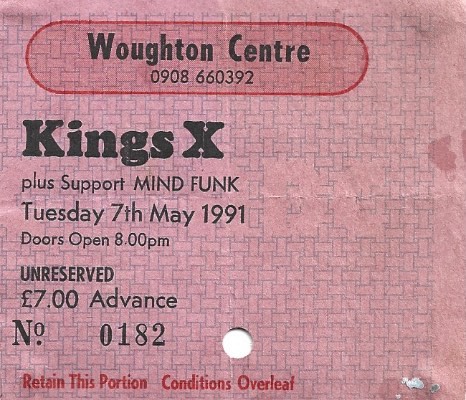 Woughton Centre
0908 660392
Kings X
plus Support MIND FUNK
Tuesday 7th May 1991
Doors Open 8.00pm
UNRESERVED
£7.00 Advance
Nº 0182
Retain This Portion Conditions Overleaf